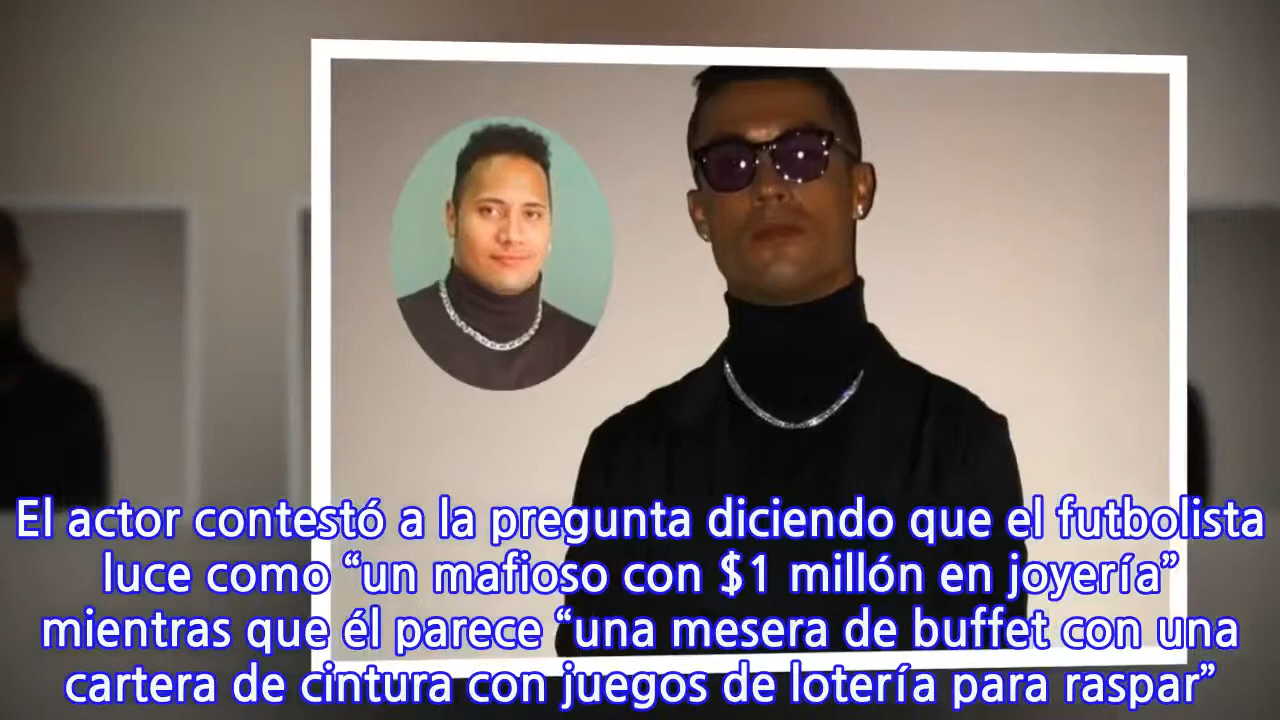 El actor contestó a la pregunta diciendo que el futbolista
luce como “un mafioso con $1 millón en joyería”
mientras que él parece “una mesera de buffet con una
cartera de cintura con juegos de lotería para raspar”